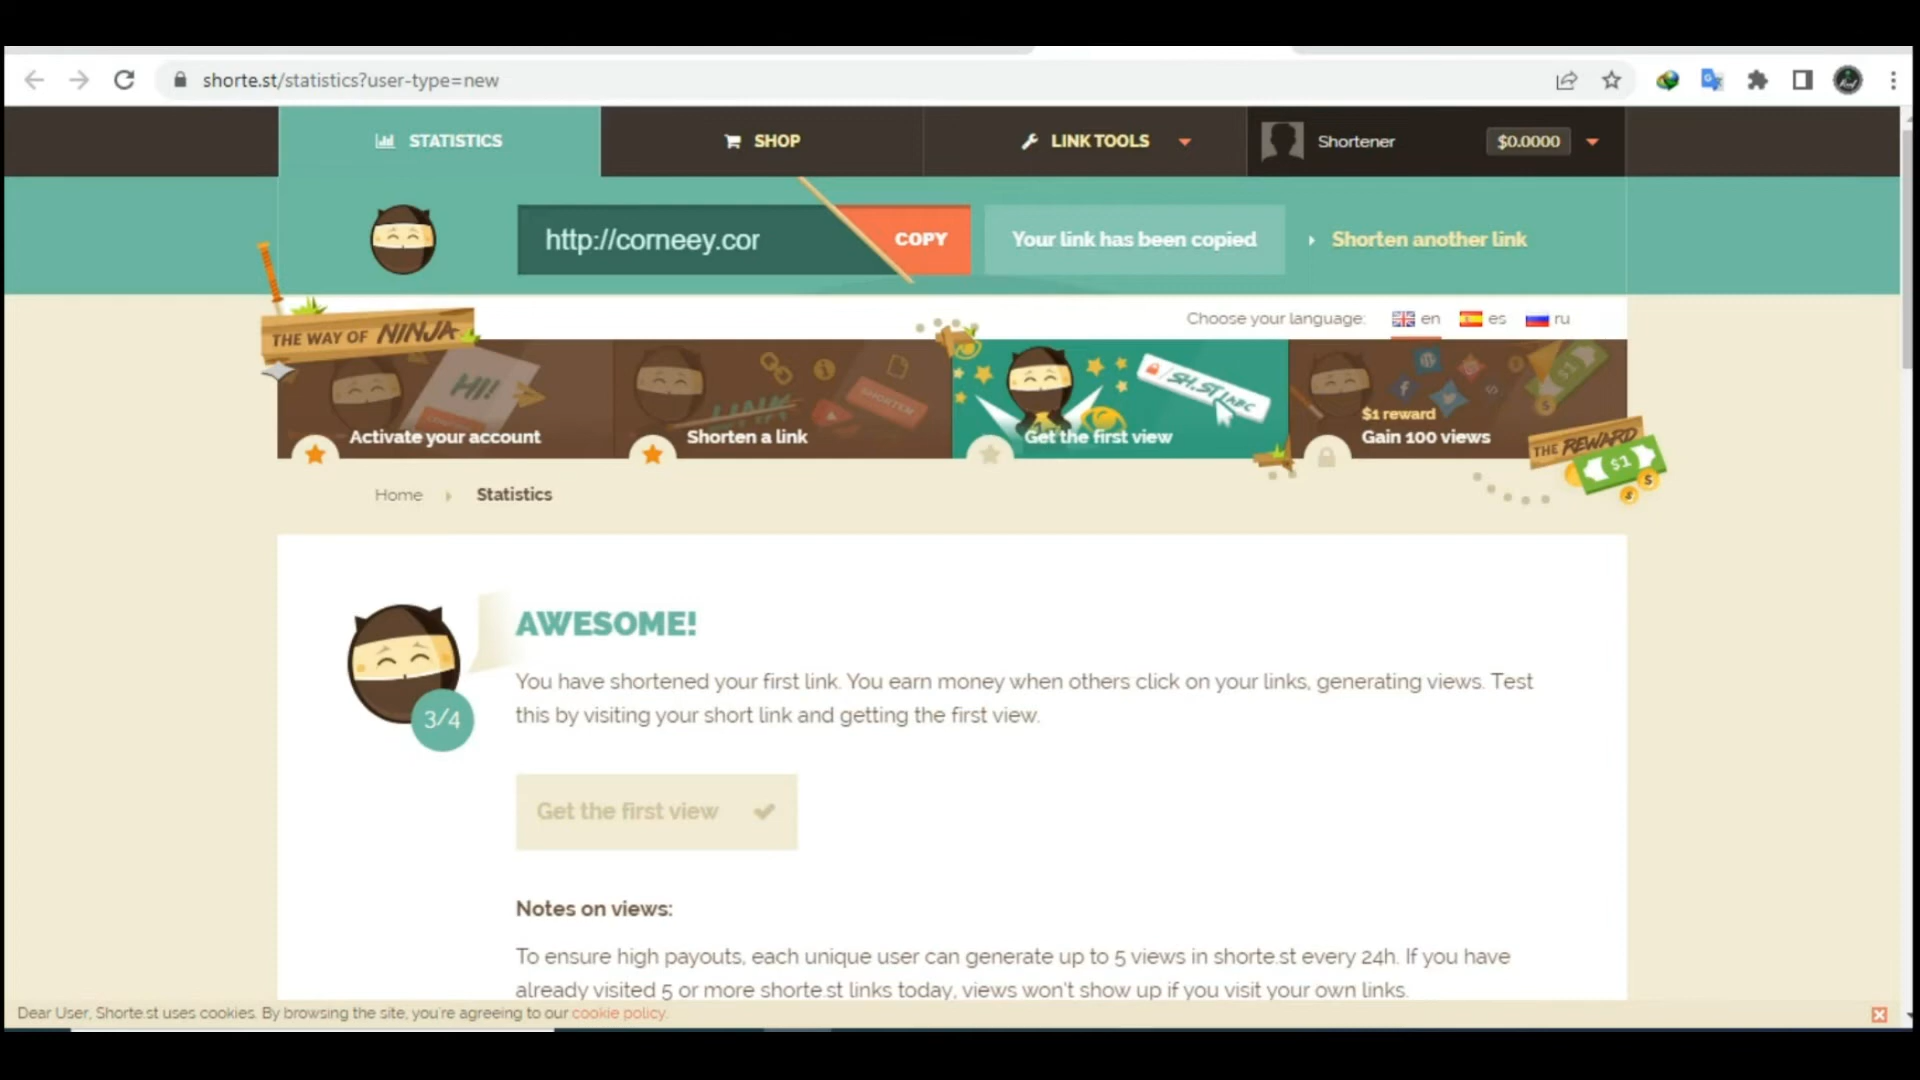 shorte.st/statistics?user-type=new
STATISTICS
SHOP
LINK TOOLS
Shortener
$0.0000
http://corneey.cor
COPY
Your link has been copied
Shorten another link
THE WAY OF NINJA
Choose your language:
en
es
ru
HI!
LINK
SHORTEN
SH.ST/ABC
Activate your account
Shorten a link
Get the first view
$1 reward
Gain 100 views
THE REWARD
$1
Home
Statistics
AWESOME!
You have shortened your first link. You earn money when others click on your links, generating views. Test
this by visiting your short link and getting the first view.
3/4
Get the first view
Notes on views:
To ensure high payouts, each unique user can generate up to 5 views in shorte.st every 24h. If you have
already visited 5 or more shorte.st links today, views won't show up if you visit your own links.
Dear User, Shorte.st uses cookies. By browsing the site, you're agreeing to our cookie policy.